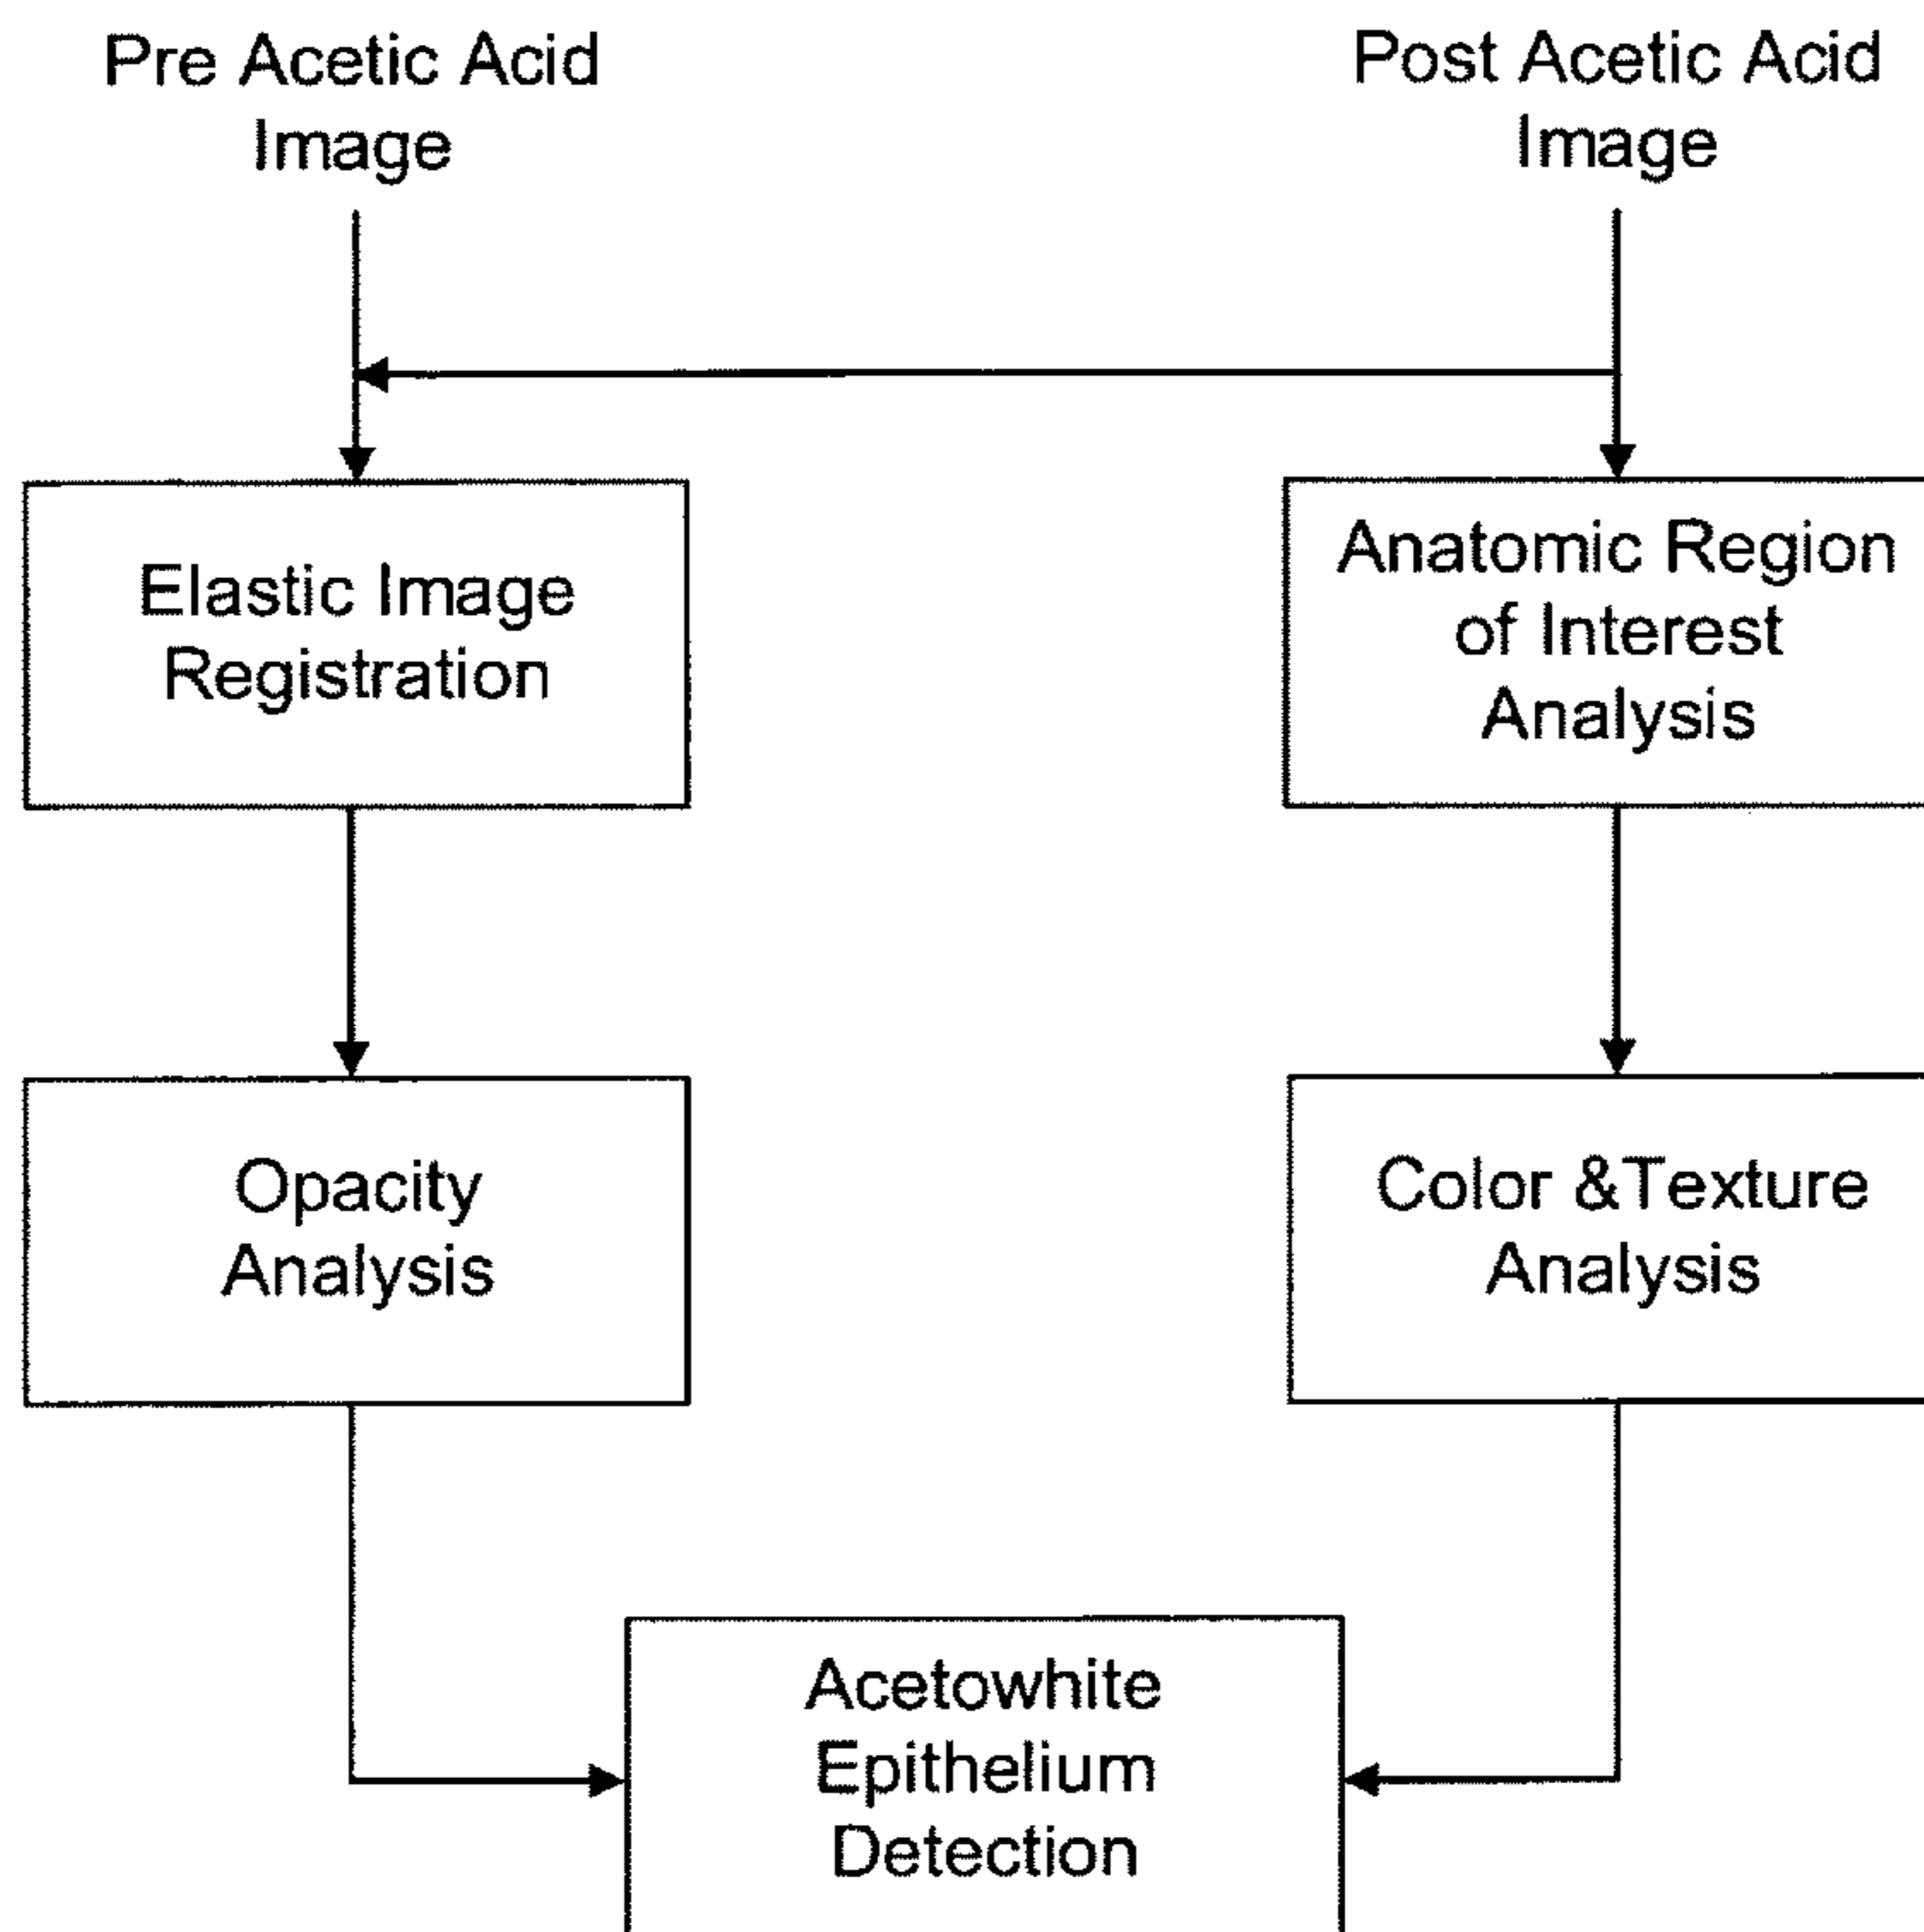 Pre Acetic Acid
Image
Post Acetic Acid
Image
Elastic Image
Registration
Anatomic Region
of Interest
Analysis
Opacity
Analysis
Color &Texture
Analysis
Acetowhite
Epithelium
Detection